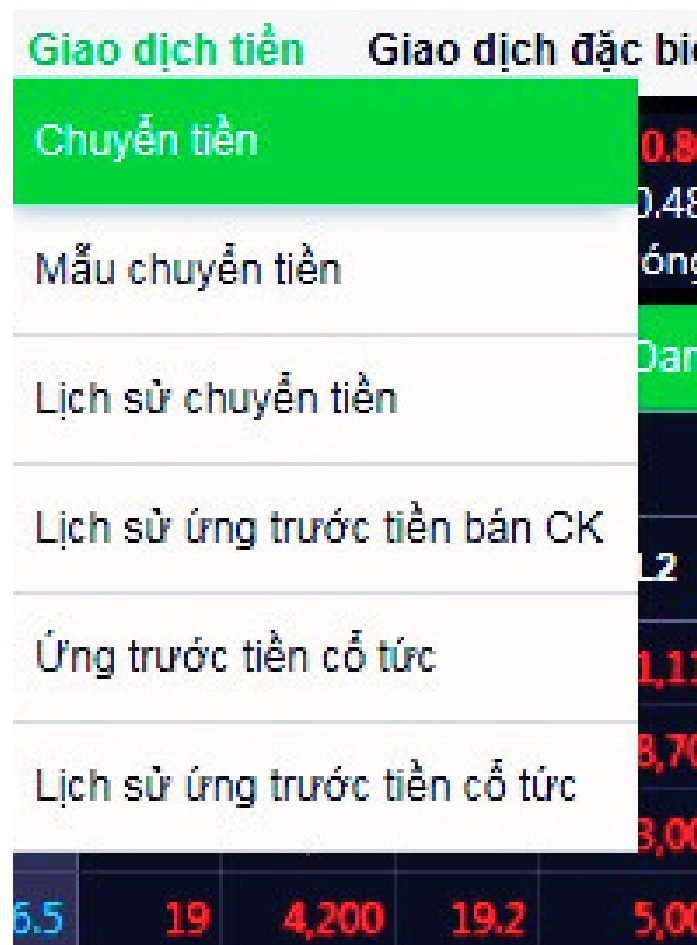 Giao dịch tiền Giao dịch đặc
Chuyển tiền
Mẫu chuyển tiền
Lịch sử chuyển tiền
Lịch sử ứng trước tiền bán CK
Ứng trước tiền cổ tức
Lịch sử ứng trước tiền cổ tức
6.5 19 4,200 19.2